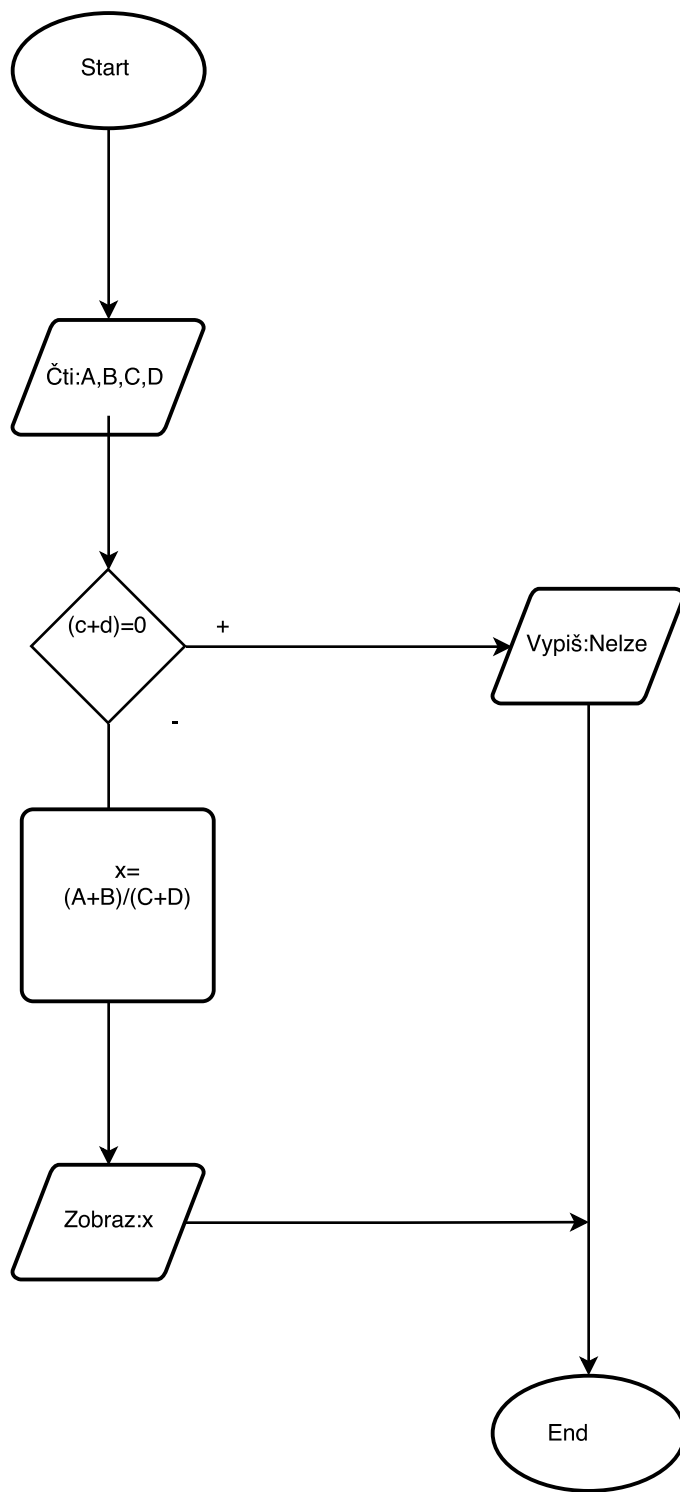 Start
Čti:A,B,C,D
(c+d)=0
+
Vypiš:Nelze
-
x=
(A+B)/(C+D)
Zobraz:x
End